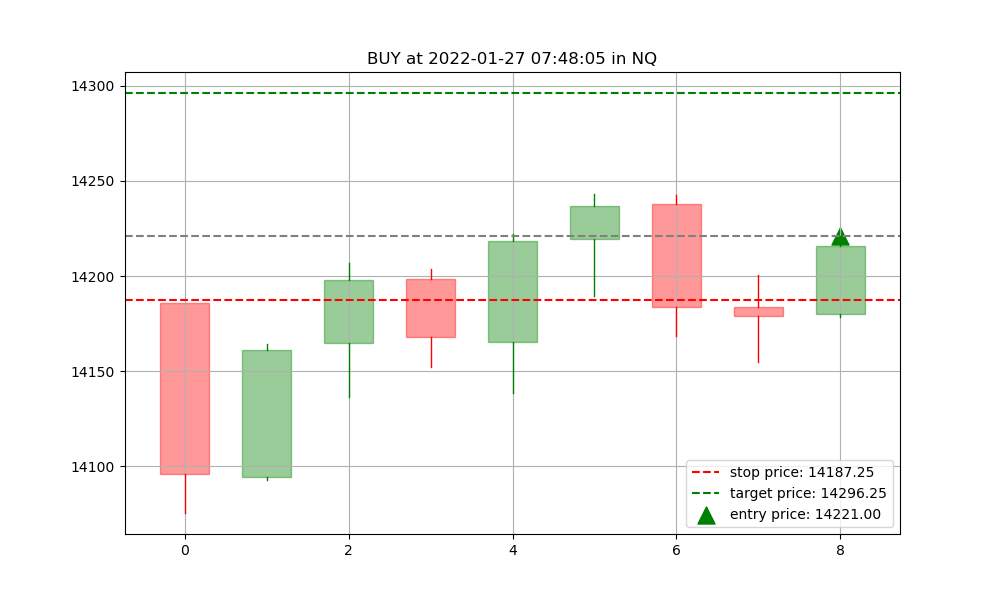 BUY at 2022-01-27 07:48:05 in NQ
14300
14250
14200
14150
14100
stop price: 14187.25
target price: 14296.25
entry price: 14221.00
0 2 4 6 8